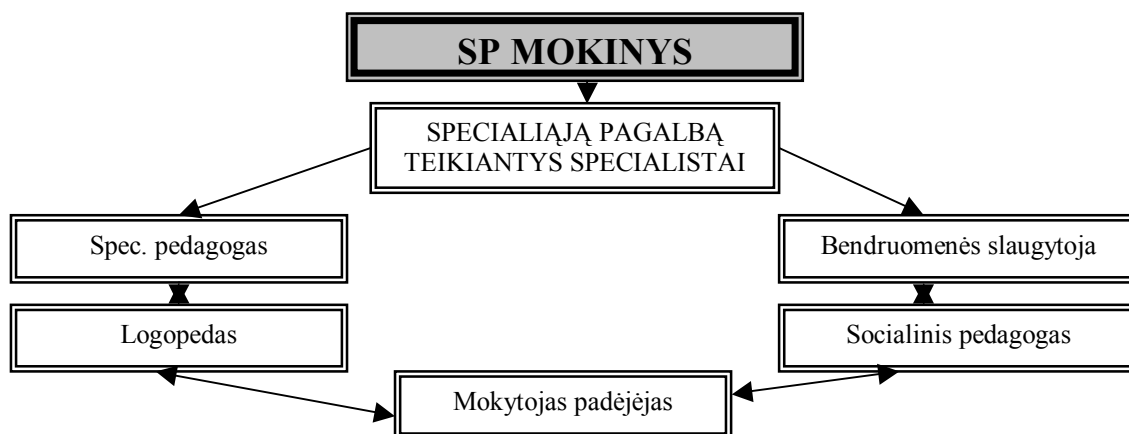 SP MOKINYS
SPECIALIĄJĄ PAGALBĄ
TEIKIANTYS SPECIALISTAI
Spec. pedagogas
Bendruomenės slaugytoja
Logopedas
Socialinis pedagogas
Mokytojas padėjėjas